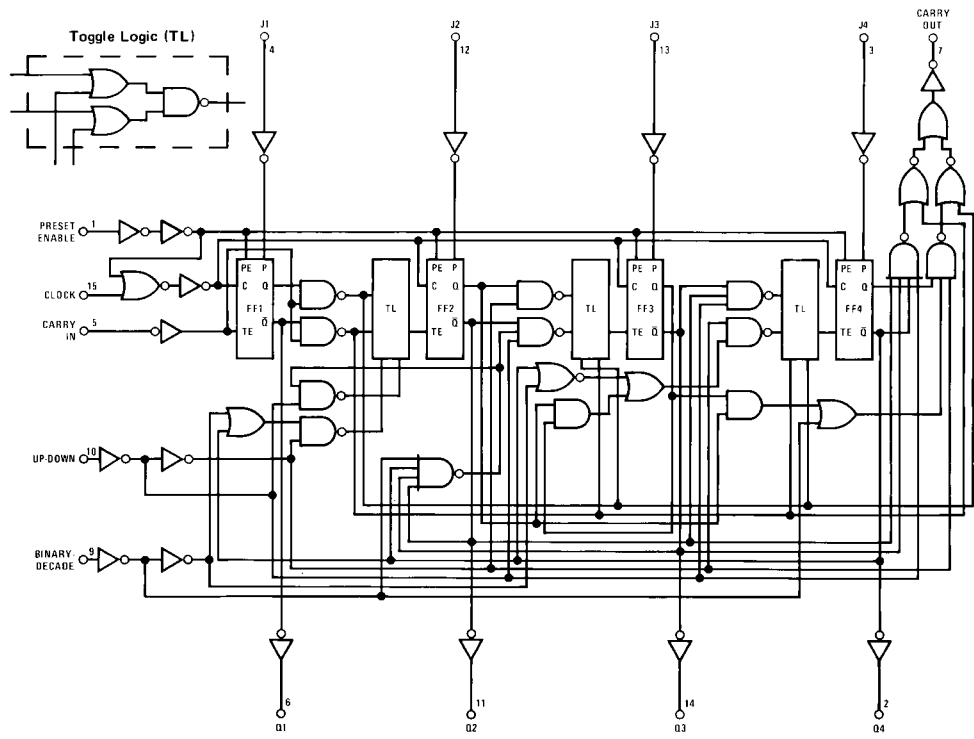 J1
4
J2
12
J3
13
J4
3
CARRY
OUT
7
Toggle Logic (TL)
PRESET
ENABLE
1
CLOCK
15
CARRY
IN
5
PE P
C Q
FF1
TE Q̅
TL
PE P
C Q
FF2
TE Q̅
TL
PE P
C Q
FF3
TE Q̅
TL
PE P
C Q
FF4
TE Q̅
UP-DOWN
10
BINARY-
DECADE
9
6
Q1
11
Q2
14
Q3
2
Q4